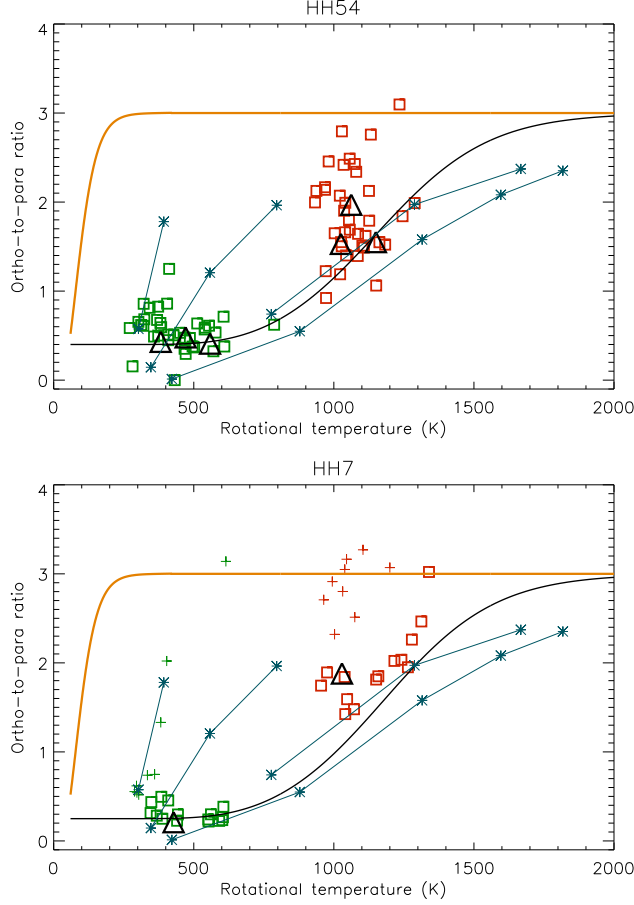 HH54
4
3
2
1
0
Ortho-to-para ratio
0 500 1000 1500 2000
Rotational temperature (K)
HH7
4
3
2
1
0
Ortho-to-para ratio
0 500 1000 1500 2000
Rotational temperature (K)